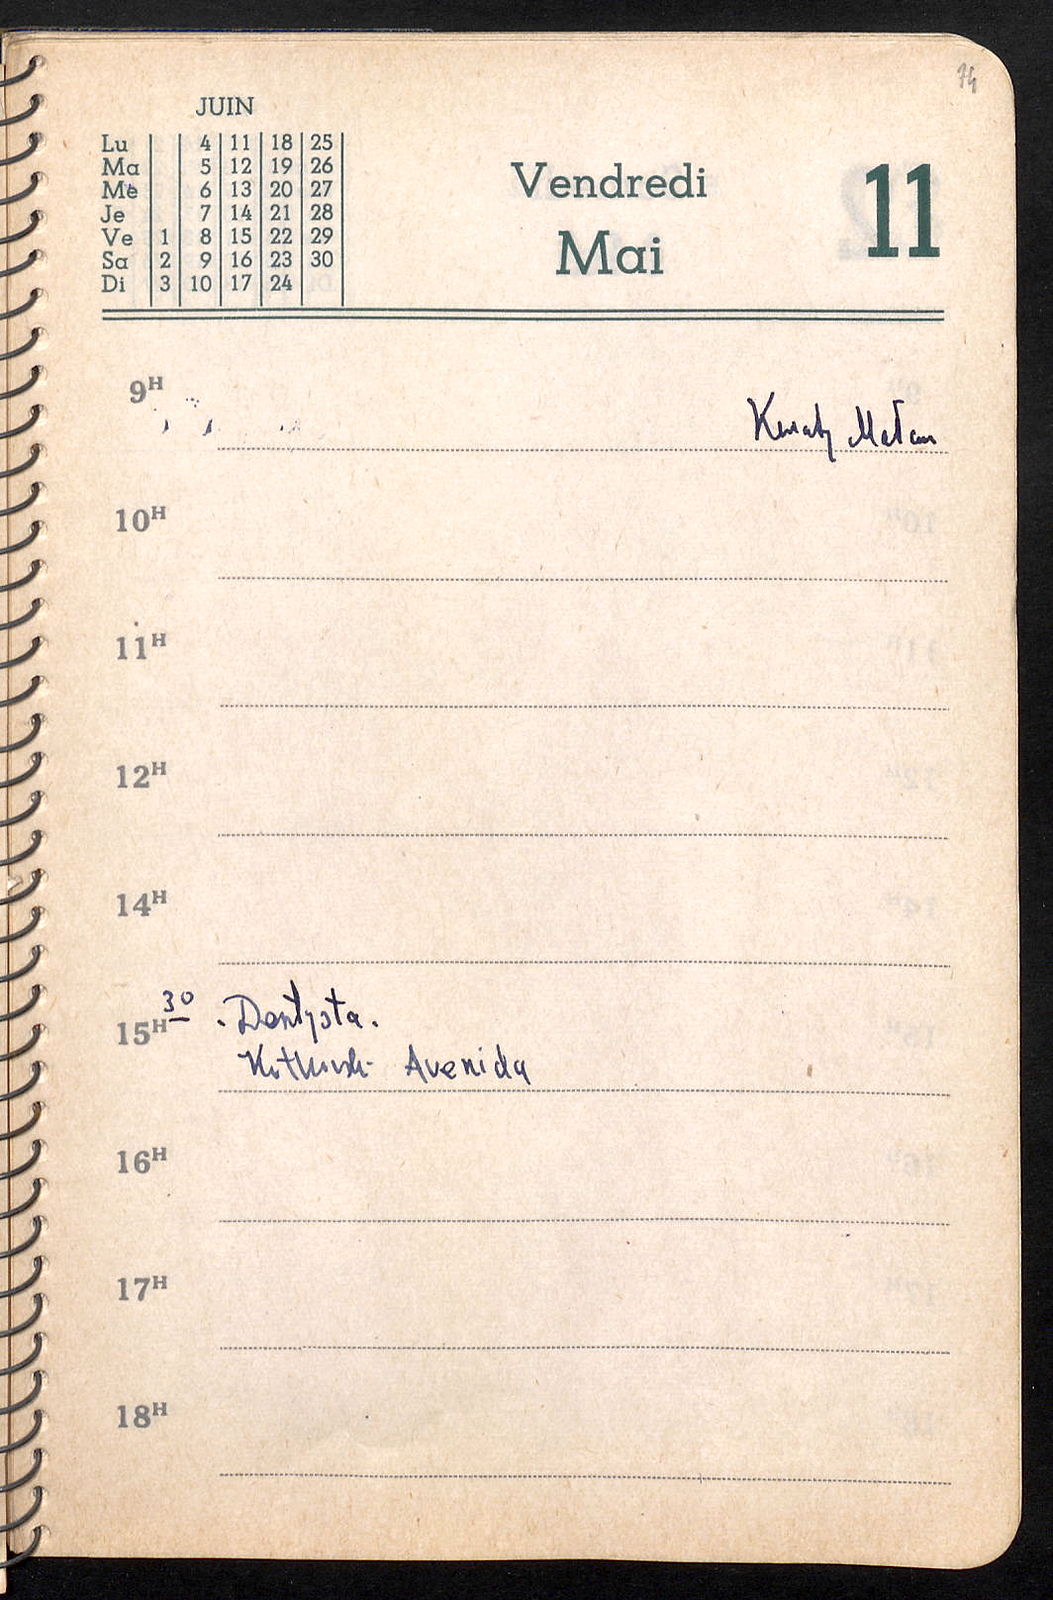 74
JUIN
Lu 4 11 18 25
Ma 5 12 19 26
Me 6 13 20 27
Je 7 14 21 28
Ve 1 8 15 22 29
Sa 2 9 16 23 30
Di 3 10 17 24
Vendredi
Mai
11
9H
Kwiaty
10H
11H
12H
14H
15H 30 . Dentysta.
Avenida
16H
17H
18H